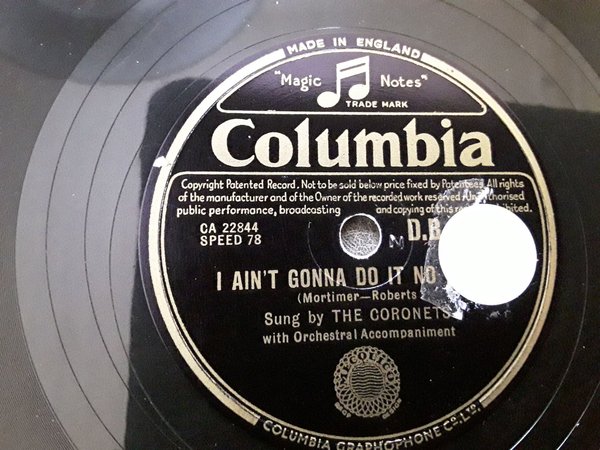 MADE IN ENGLAND
"Magic Notes"
TRADE MARK
Columbia
Copyright Patented Record. Not to be sold below price fixed by Patentees. All rights
of the manufacturer and of the Owner of the recorded work reserved
public performance, broadcasting and copying of this
CA 22844
SPEED 78
N
D.B.
I AIN'T GONNA DO IT NO
(Mortimer—Roberts
Sung by THE CORONETS
with Orchestral Accompaniment
COLUMBIA GRAPHOPHONE CO., LTD.